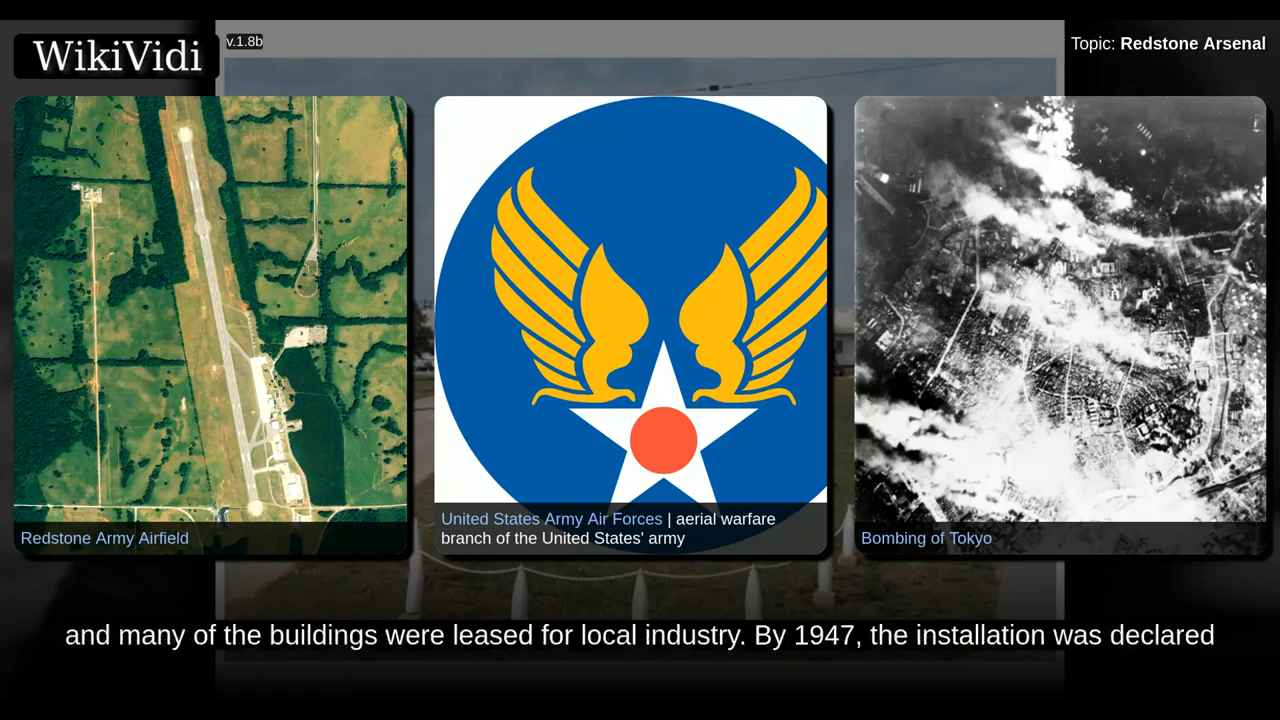 WikiVidi
v.1.8b
Topic: Redstone Arsenal
Redstone Army Airfield
United States Army Air Forces | aerial warfare
branch of the United States' army
Bombing of Tokyo
and many of the buildings were leased for local industry. By 1947, the installation was declared